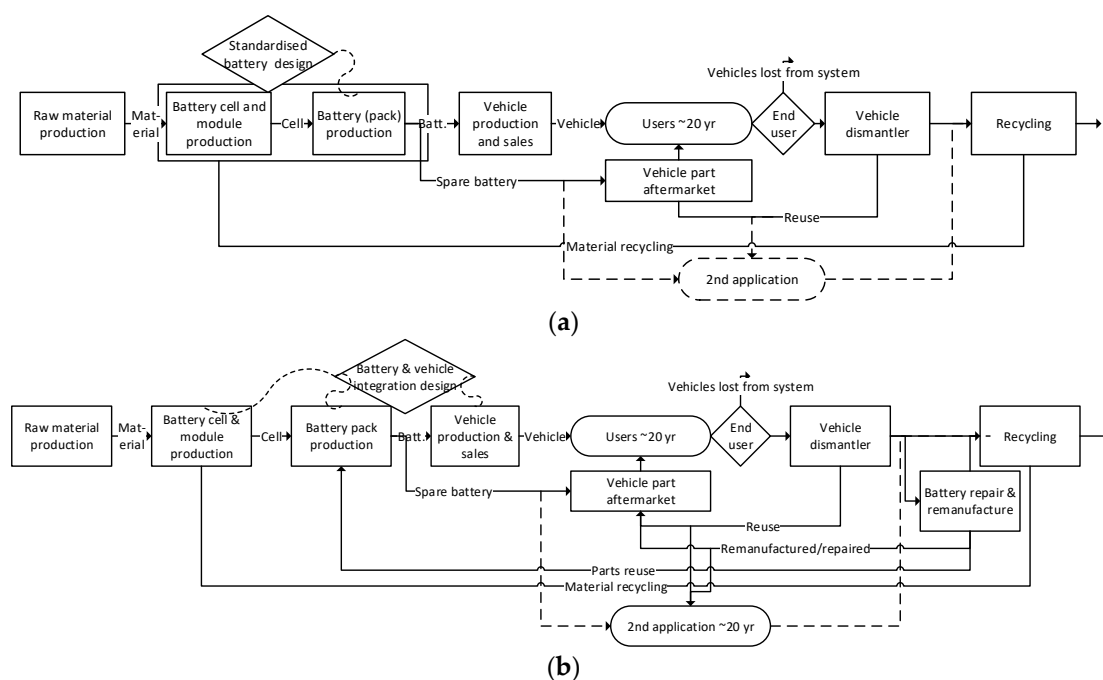 Standardised
battery design
Vehicles lost from system
Raw material
production
Mat-
erial
Battery cell and
module
production
Cell
Battery (pack)
production
Batt.
Vehicle
production
and sales
Vehicle
Users ~20 yr
End
user
Vehicle
dismantler
Recycling
Spare battery
Vehicle part
aftermarket
Reuse
Material recycling
2nd application
(a)
Battery & vehicle
integration design
Vehicles lost from system
Raw material
production
Mat-
erial
Battery cell &
module
production
Cell
Battery pack
production
Batt.
Vehicle
production &
sales
Vehicle
Users ~20 yr
End
user
Vehicle
dismantler
Recycling
Spare battery
Vehicle part
aftermarket
Battery repair &
remanufacture
Reuse
Remanufactured/repaired
Parts reuse
Material recycling
2nd application ~20 yr
(b)